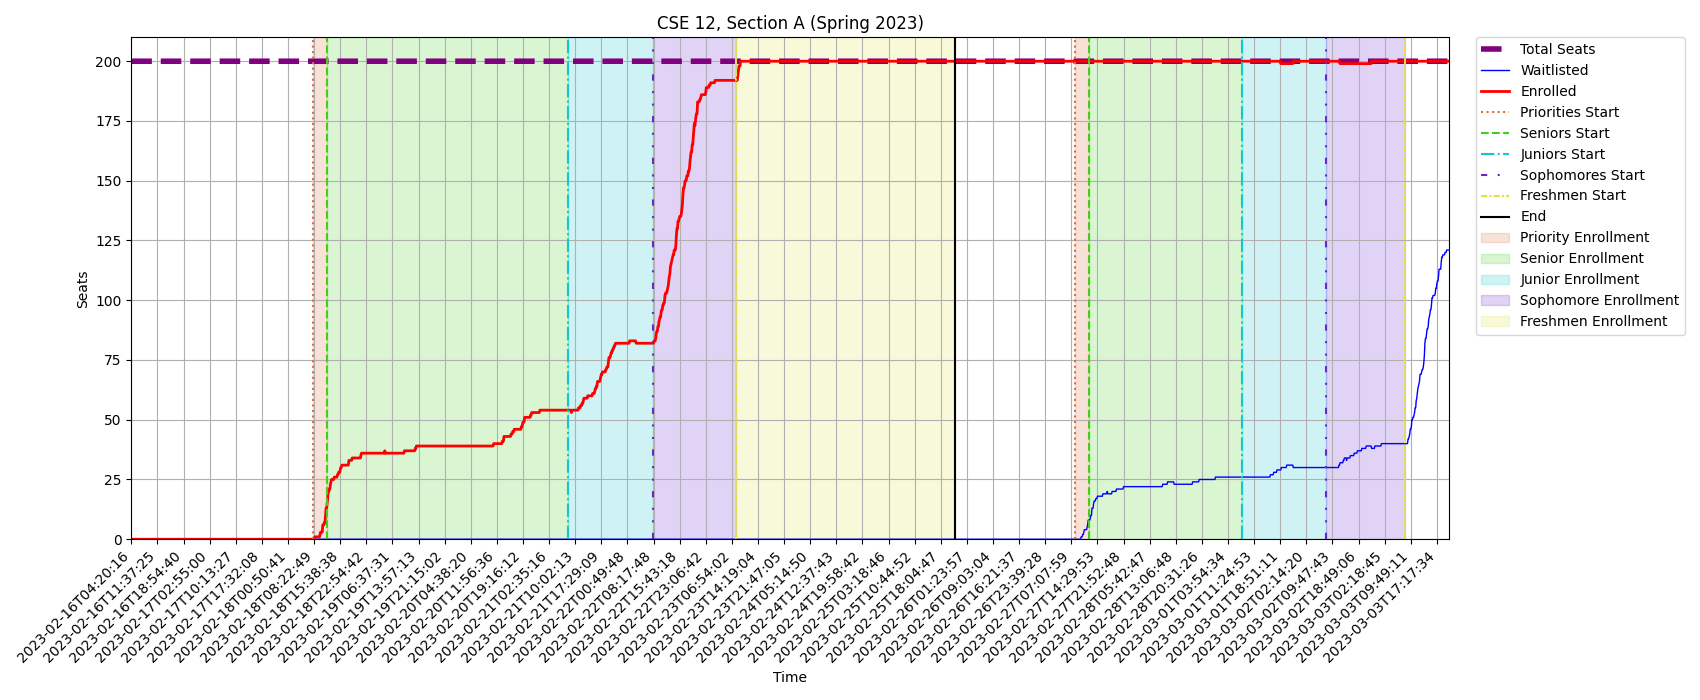 CSE 12, Section A (Spring 2023)
Seats
200
175
150
125
100
75
50
25
0
2023-02-16T04:20:16
2023-02-16T11:37:25
2023-02-16T18:54:40
2023-02-17T02:55:00
2023-02-17T10:13:27
2023-02-17T17:32:09
2023-02-18T00:50:41
2023-02-18T08:22:49
2023-02-18T15:38:38
2023-02-18T22:54:42
2023-02-19T06:37:31
2023-02-19T13:57:13
2023-02-19T21:15:02
2023-02-20T04:38:20
2023-02-20T11:56:36
2023-02-20T19:16:12
2023-02-21T02:35:16
2023-02-21T10:02:13
2023-02-21T17:29:09
2023-02-22T00:49:48
2023-02-22T08:17:48
2023-02-22T15:43:18
2023-02-22T23:06:42
2023-02-23T06:54:02
2023-02-23T14:19:04
2023-02-23T21:47:05
2023-02-24T05:14:50
2023-02-24T12:37:43
2023-02-24T19:58:42
2023-02-25T03:18:46
2023-02-25T10:44:52
2023-02-25T18:04:47
2023-02-26T01:23:57
2023-02-26T09:03:04
2023-02-26T16:21:37
2023-02-26T23:39:28
2023-02-27T07:07:59
2023-02-27T14:29:53
2023-02-27T21:52:48
2023-02-28T05:42:47
2023-02-28T13:06:48
2023-02-28T20:31:26
2023-03-01T03:54:34
2023-03-01T11:24:53
2023-03-01T18:51:11
2023-03-02T02:14:20
2023-03-02T09:47:43
2023-03-02T18:49:06
2023-03-03T02:18:45
2023-03-03T09:49:11
2023-03-03T17:17:34
Time
Total Seats
Waitlisted
Enrolled
Priorities Start
Seniors Start
Juniors Start
Sophomores Start
Freshmen Start
End
Priority Enrollment
Senior Enrollment
Junior Enrollment
Sophomore Enrollment
Freshmen Enrollment